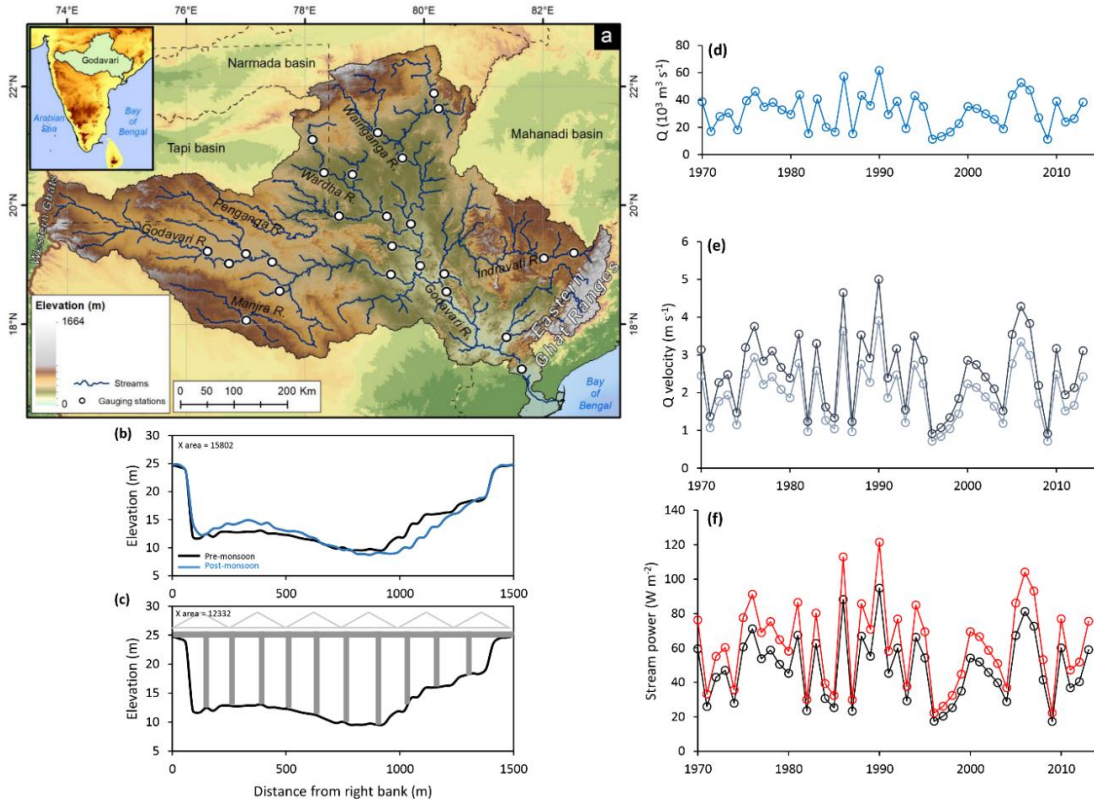 74°E 76°E 78°E 80°E 82°E
a
Godavari
Arabian Sea
Bay of Bengal
Narmada basin
Mahanadi basin
Tapi basin
22°N
20°N
18°N
22°N
20°N
18°N
Western Ghats
Wainganga R.
Wardha R.
Penganga R.
Godavari R.
Manjra R.
Indravati R.
Godavari R.
Eastern Ghat Ranges
Bay of Bengal
Elevation (m)
1664
0
Streams
Gauging stations
0 50 100 200 Km
(b)
X area = 15802
Elevation (m)
30
25
20
15
10
5
Pre-monsoon
Post-monsoon
0 500 1000 1500
(c)
X area = 12332
Elevation (m)
30
25
20
15
10
5
0 500 1000 1500
Distance from right bank (m)
(d)
Q (10³ m³ s⁻¹)
80
60
40
20
0
1970 1980 1990 2000 2010
(e)
Q velocity (m s⁻¹)
6
5
4
3
2
1
0
1970 1980 1990 2000 2010
(f)
Stream power (W m⁻²)
140
120
100
80
60
40
20
0
1970 1980 1990 2000 2010